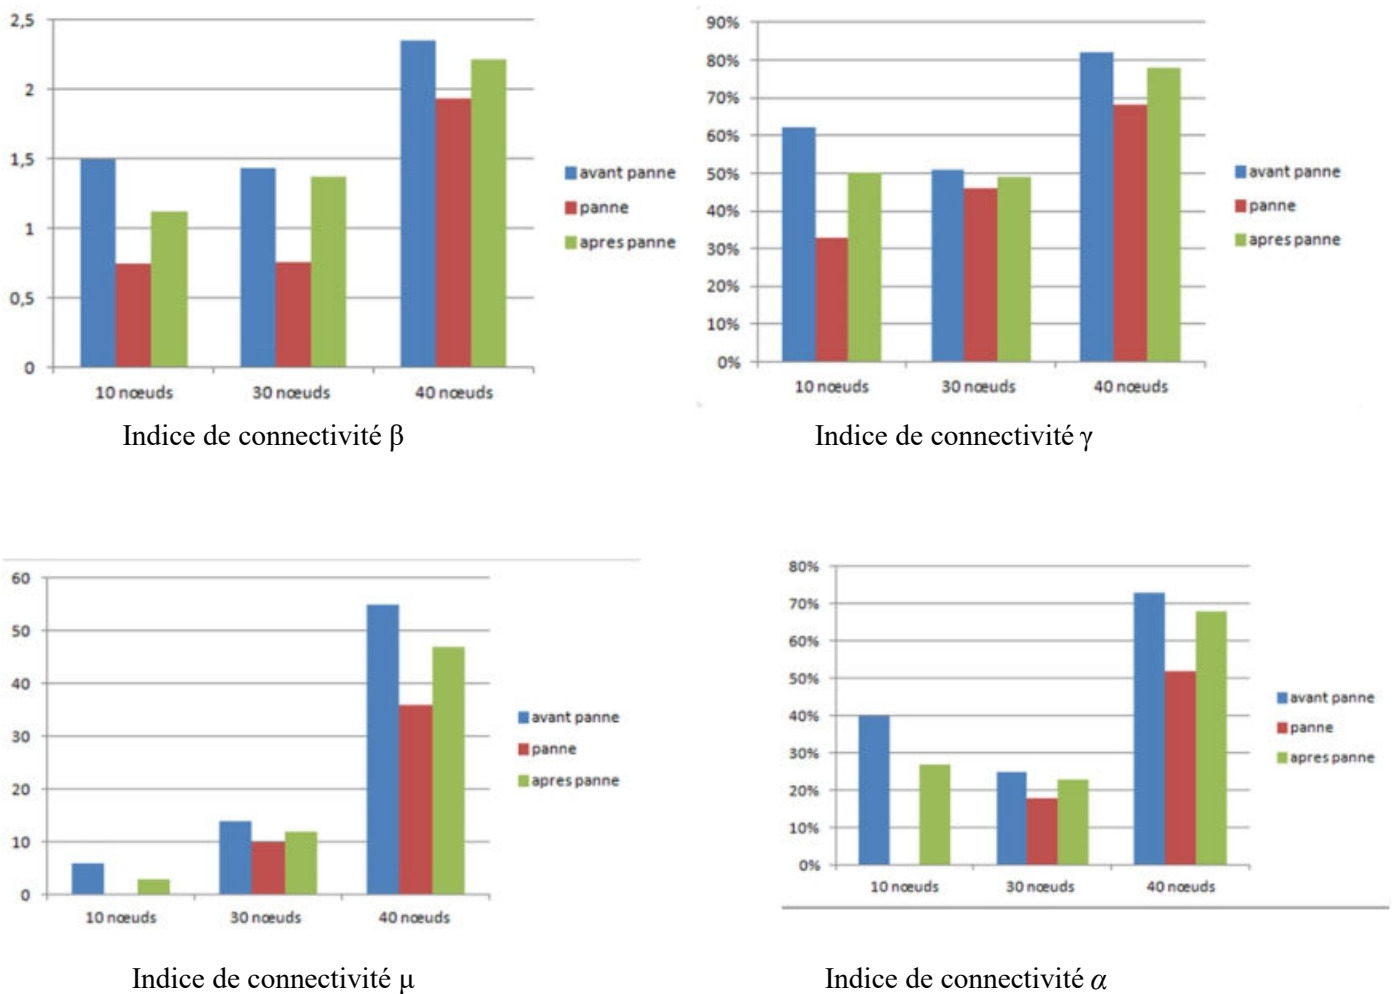 2,5
2
1,5
1
0,5
0
10 nœuds
30 nœuds
40 nœuds
avant panne
panne
apres panne
Indice de connectivité β
90%
80%
70%
60%
50%
40%
30%
20%
10%
0%
10 nœuds
30 nœuds
40 nœuds
avant panne
panne
apres panne
Indice de connectivité γ
60
50
40
30
20
10
0
10 nœuds
30 nœuds
40 nœuds
avant panne
panne
apres panne
Indice de connectivité μ
80%
70%
60%
50%
40%
30%
20%
10%
0%
10 nœuds
30 nœuds
40 nœuds
avant panne
panne
apres panne
Indice de connectivité α